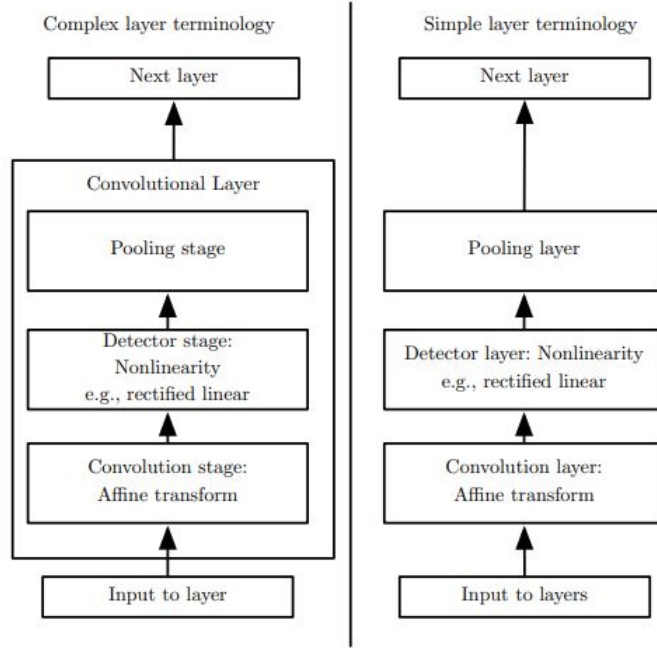 Complex layer terminology
Next layer
Convolutional Layer
Pooling stage
Detector stage:
Nonlinearity
e.g., rectified linear
Convolution stage:
Affine transform
Input to layer
Simple layer terminology
Next layer
Pooling layer
Detector layer: Nonlinearity
e.g., rectified linear
Convolution layer:
Affine transform
Input to layers